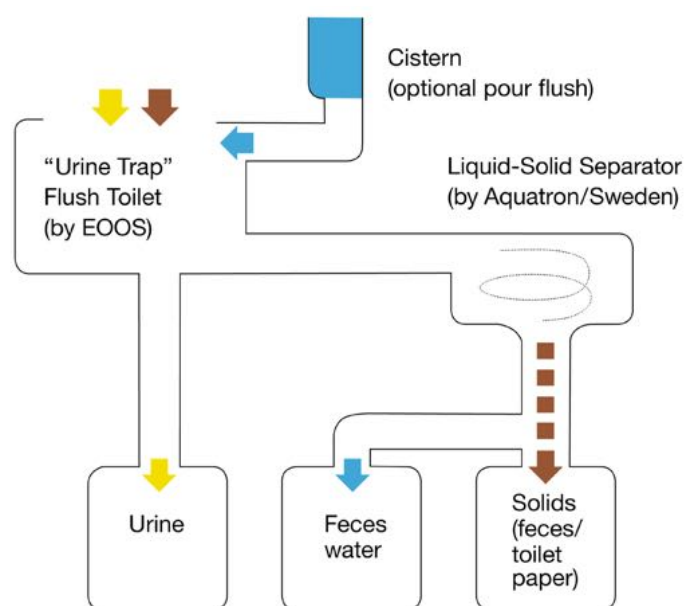 Cistern
(optional pour flush)
“Urine Trap”
Flush Toilet
(by EOOS)
Liquid-Solid Separator
(by Aquatron/Sweden)
Urine
Feces
water
Solids
(feces/
toilet
paper)